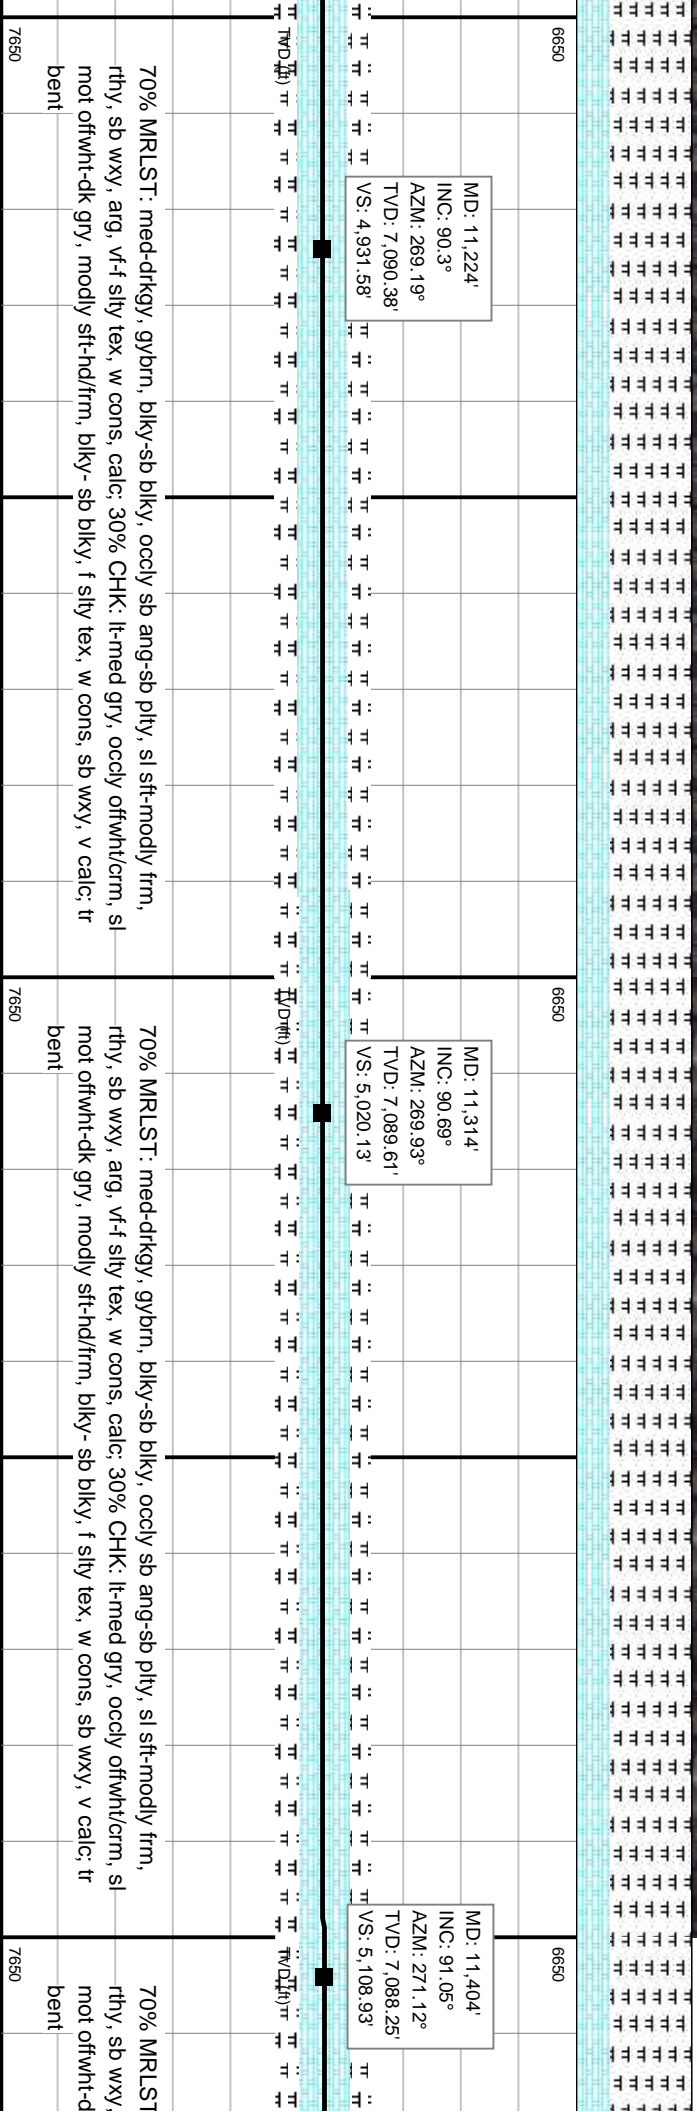 6650
TVD (ft)
7650
MD: 11,224'
INC: 90.3°
AZM: 269.19°
TVD: 7,090.38'
VS: 4,931.58'
70% MRLST: med-drkgy, gybrn, blky-sb blky, occly sb ang-sb plty, sl sft-modly frm,
rthy, sb wxy, arg, vf-f slty tex, w cons, calc; 30% CHK: lt-med gry, occly offwht/crm, sl
mot offwht-dk gry, modly sft-hd/frm, blky- sb blky, f slty tex, w cons, sb wxy, v calc; tr
bent
6650
TVD (ft)
7650
MD: 11,314'
INC: 90.69°
AZM: 269.93°
TVD: 7,089.61'
VS: 5,020.13'
70% MRLST: med-drkgy, gybrn, blky-sb blky, occly sb ang-sb plty, sl sft-modly frm,
rthy, sb wxy, arg, vf-f slty tex, w cons, calc; 30% CHK: lt-med gry, occly offwht/crm, sl
mot offwht-dk gry, modly sft-hd/frm, blky- sb blky, f slty tex, w cons, sb wxy, v calc; tr
bent
6650
TVD (ft)
7650
MD: 11,404'
INC: 91.05°
AZM: 271.12°
TVD: 7,088.25'
VS: 5,108.93'
70% MRLST
rthy, sb wxy,
mot offwht-d
bent